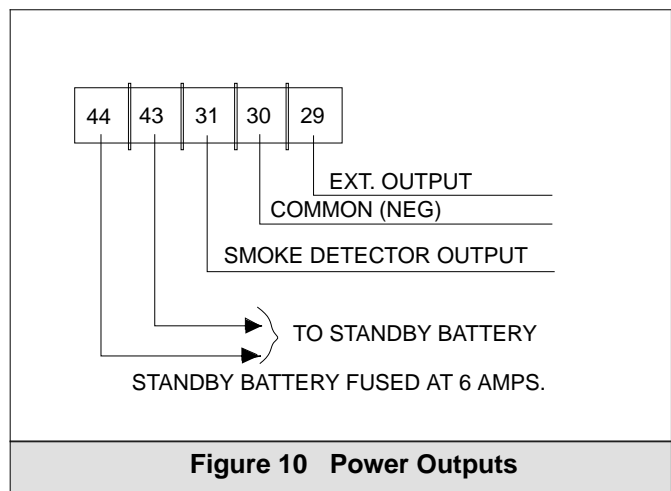 44 43 31 30 29
EXT. OUTPUT
COMMON (NEG)
SMOKE DETECTOR OUTPUT
TO STANDBY BATTERY
STANDBY BATTERY FUSED AT 6 AMPS.
Figure 10 Power Outputs